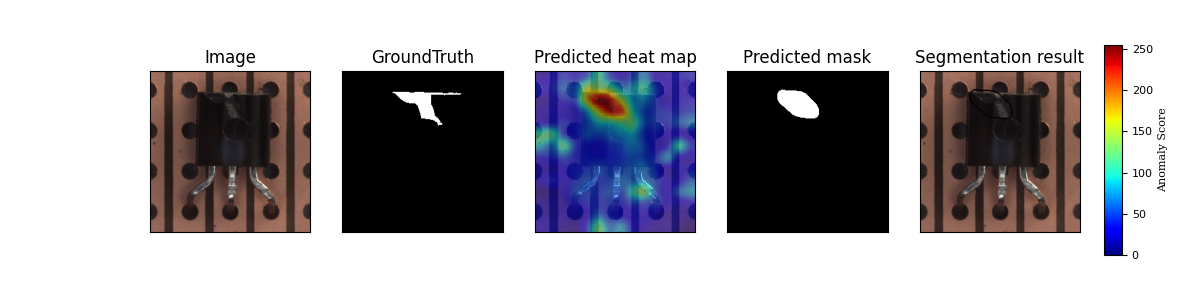 Image
GroundTruth
Predicted heat map
Predicted mask
Segmentation result
250
200
150
100
50
0
Anomaly Score